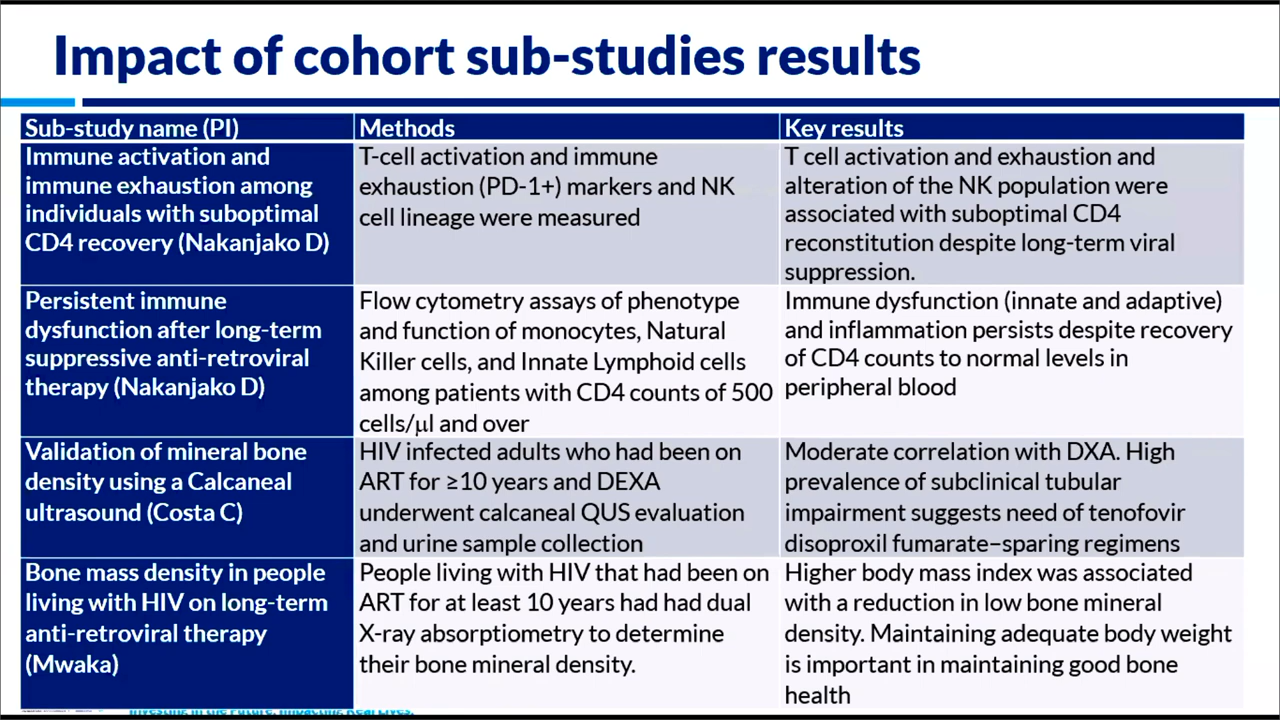 Impact of cohort sub-studies results
Sub-study name (PI)
Methods
Key results
Immune activation and
immune exhaustion among
individuals with suboptimal
CD4 recovery (Nakanjako D)
T-cell activation and immune
exhaustion (PD-1+) markers and NK
cell lineage were measured
T cell activation and exhaustion and
alteration of the NK population were
associated with suboptimal CD4
reconstitution despite long-term viral
suppression.
Persistent immune
dysfunction after long-term
suppressive anti-retroviral
therapy (Nakanjako D)
Flow cytometry assays of phenotype
and function of monocytes, Natural
Killer cells, and Innate Lymphoid cells
among patients with CD4 counts of 500
cells/μl and over
Immune dysfunction (innate and adaptive)
and inflammation persists despite recovery
of CD4 counts to normal levels in
peripheral blood
Validation of mineral bone
density using a Calcaneal
ultrasound (Costa C)
HIV infected adults who had been on
ART for ≥10 years and DEXA
underwent calcaneal QUS evaluation
and urine sample collection
Moderate correlation with DXA. High
prevalence of subclinical tubular
impairment suggests need of tenofovir
disoproxil fumarate–sparing regimens
Bone mass density in people
living with HIV on long-term
anti-retroviral therapy
(Mwaka)
People living with HIV that had been on
ART for at least 10 years had had dual
X-ray absorptiometry to determine
their bone mineral density.
Higher body mass index was associated
with a reduction in low bone mineral
density. Maintaining adequate body weight
is important in maintaining good bone
health
Investing in the Future. Impacting Real Lives.